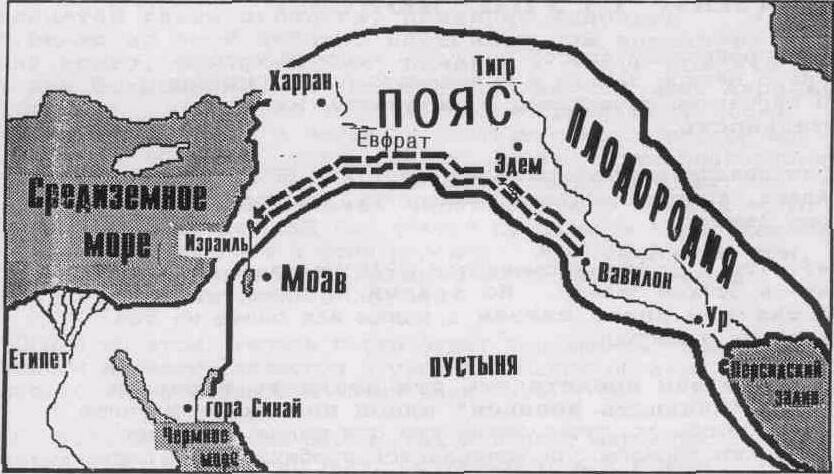 Харран
Тигр
ПОЯС
ПЛОДОРОДИЯ
Евфрат
Эдем
Средиземное
море
Израиль
Моав
Вавилон
Ур
Египет
ПУСТЫНЯ
Персидский
залив
гора Синай
Чермное
море